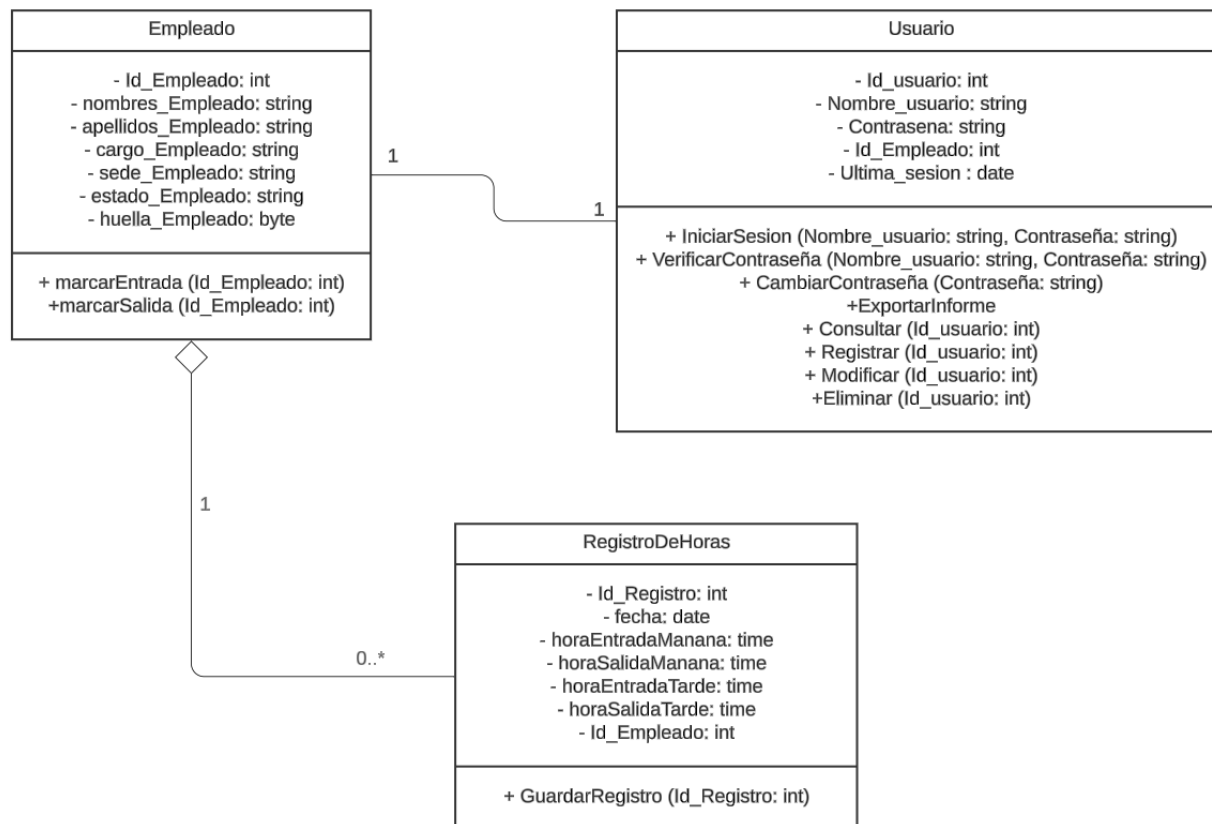 Empleado
- Id_Empleado: int
- nombres_Empleado: string
- apellidos_Empleado: string
- cargo_Empleado: string
- sede_Empleado: string
- estado_Empleado: string
- huella_Empleado: byte
+ marcarEntrada (Id_Empleado: int)
+marcarSalida (Id_Empleado: int)
1
1
Usuario
- Id_usuario: int
- Nombre_usuario: string
- Contrasena: string
- Id_Empleado: int
- Ultima_sesion : date
+ IniciarSesion (Nombre_usuario: string, Contraseña: string)
+ VerificarContraseña (Nombre_usuario: string, Contraseña: string)
+ CambiarContraseña (Contraseña: string)
+ExportarInforme
+ Consultar (Id_usuario: int)
+ Registrar (Id_usuario: int)
+ Modificar (Id_usuario: int)
+Eliminar (Id_usuario: int)
1
0..*
RegistroDeHoras
- Id_Registro: int
- fecha: date
- horaEntradaManana: time
- horaSalidaManana: time
- horaEntradaTarde: time
- horaSalidaTarde: time
- Id_Empleado: int
+ GuardarRegistro (Id_Registro: int)